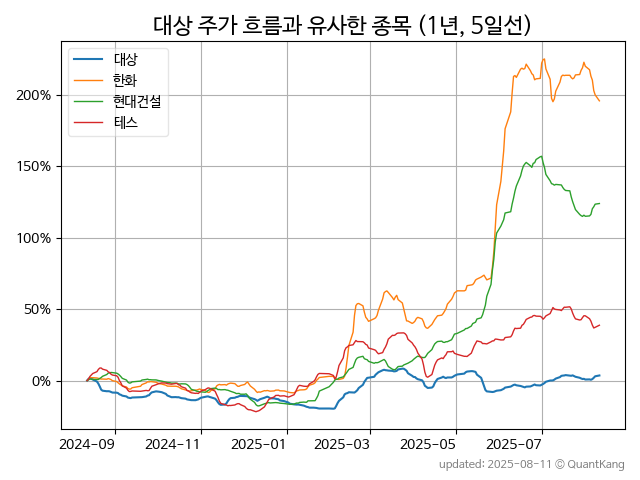 대상 주가 흐름과 유사한 종목 (1년, 5일선)
대상
한화
현대건설
테스
200%
150%
100%
50%
0%
2024-09 2024-11 2025-01 2025-03 2025-05 2025-07
updated: 2025-08-11 © QuantKang